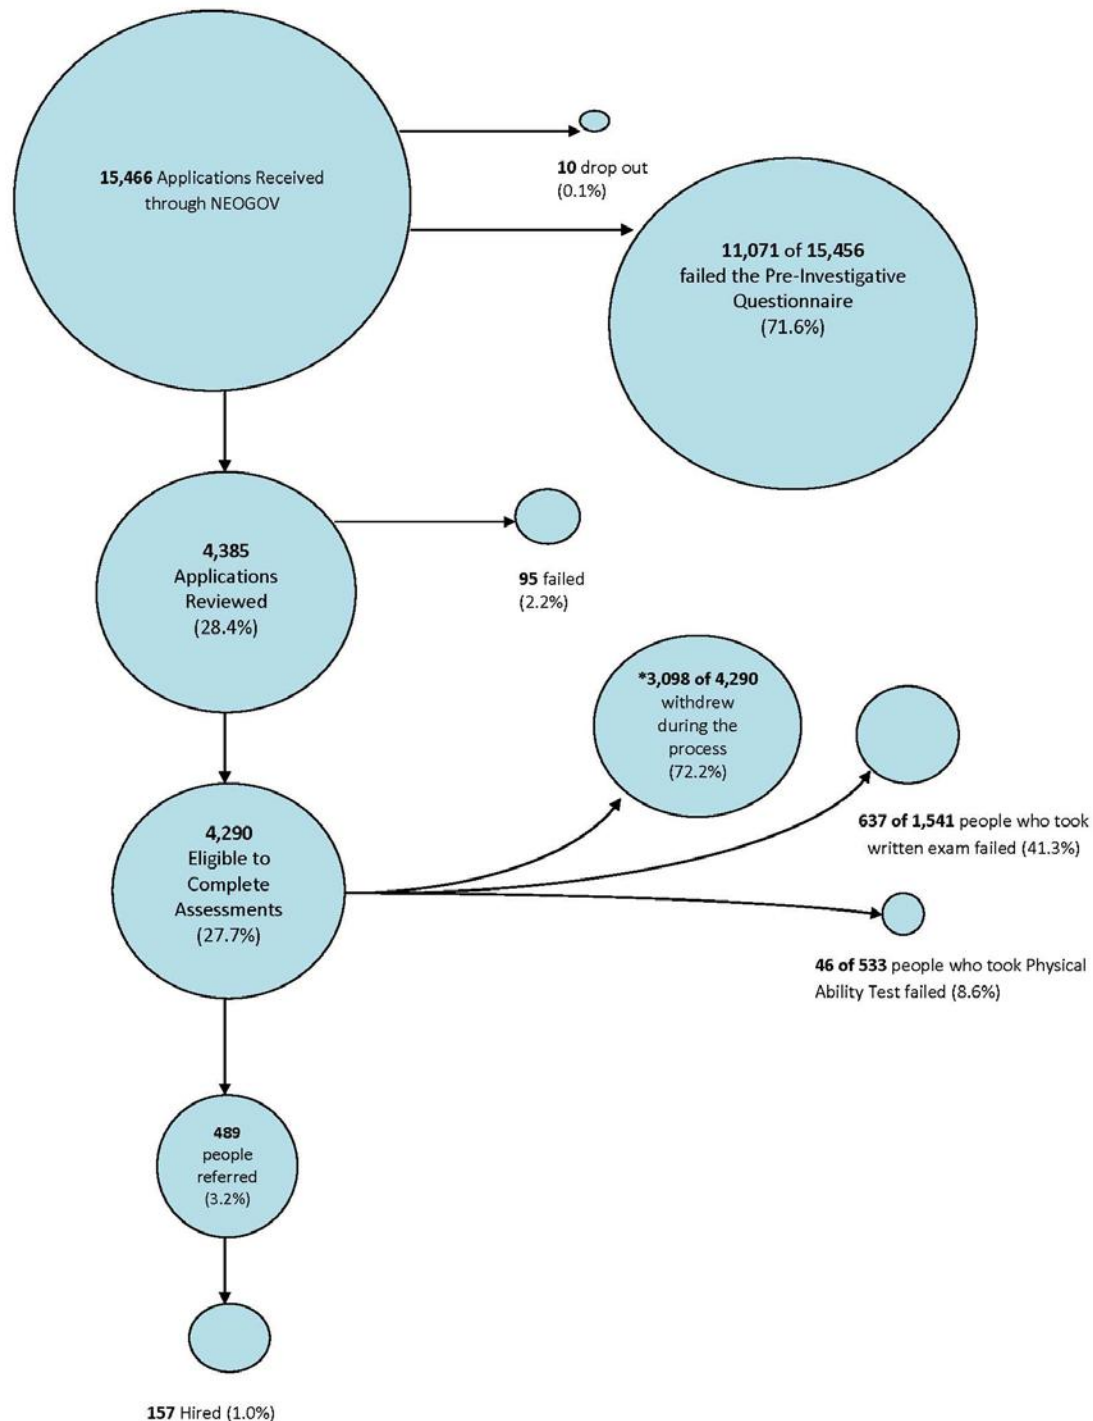 15,466 Applications Received
through NEOGOV
10 drop out
(0.1%)
11,071 of 15,456
failed the Pre-Investigative
Questionnaire
(71.6%)
4,385
Applications
Reviewed
(28.4%)
95 failed
(2.2%)
*3,098 of 4,290
withdrew
during the
process
(72.2%)
637 of 1,541 people who took
written exam failed (41.3%)
4,290
Eligible to
Complete
Assessments
(27.7%)
46 of 533 people who took Physical
Ability Test failed (8.6%)
489
people
referred
(3.2%)
157 Hired (1.0%)